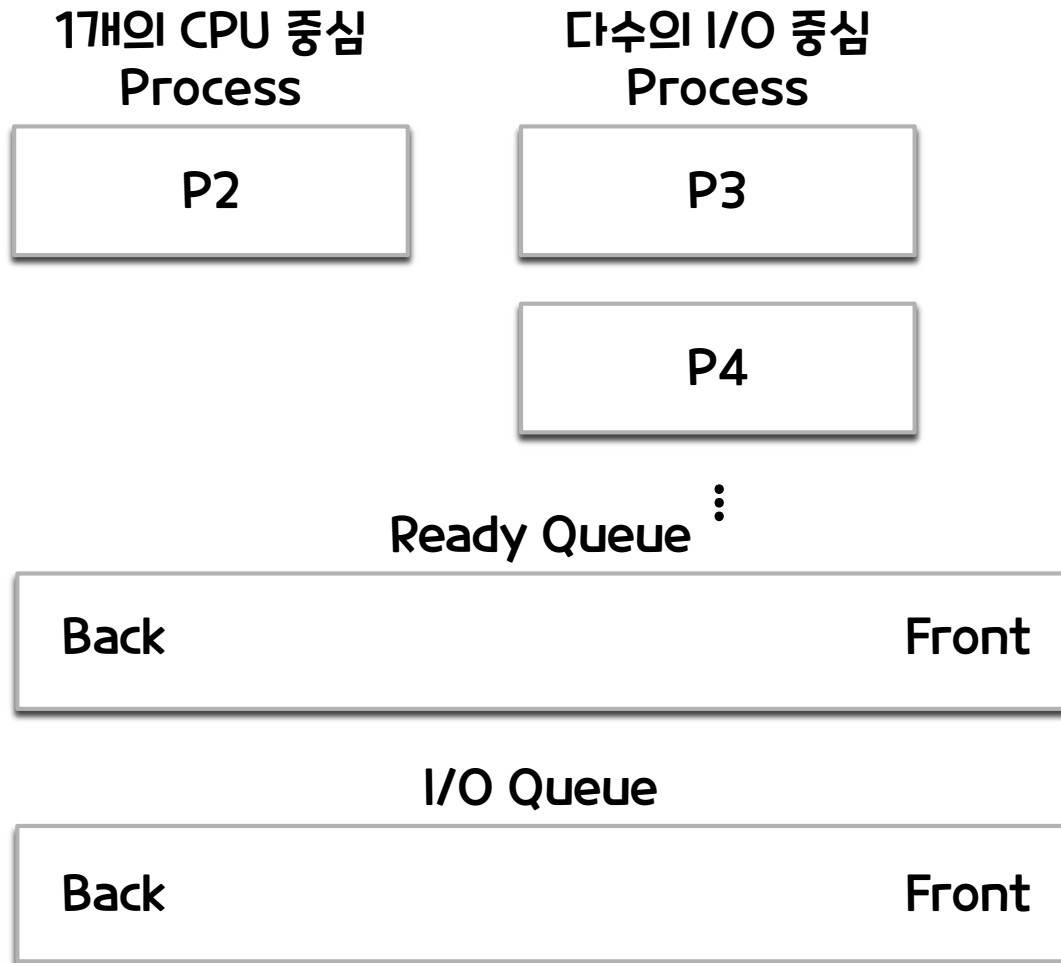 1개의 CPU 중심
Process
다수의 I/O 중심
Process
P2
P3
P4
Ready Queue
Back Front
I/O Queue
Back Front